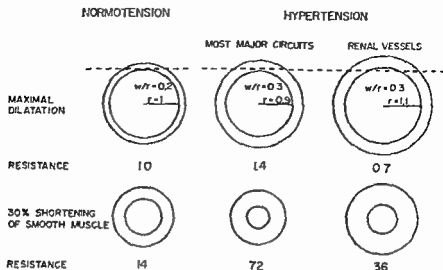 NORMOTENSION HYPERTENSION
MOST MAJOR CIRCUITS RENAL VESSELS
w/r=0.2 w/r=0.3 w/r=0.3
r=1 r=0.9 r=1.1
MAXIMAL
DILATATION
RESISTANCE 1.0 1.4 0.7
30% SHORTENING
OF SMOOTH MUSCLE
RESISTANCE 14 72 36